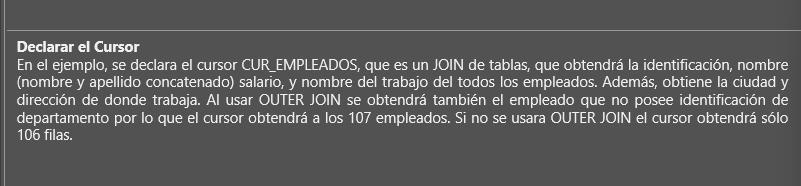 Declarar el Cursor
En el ejemplo, se declara el cursor CUR_EMPLEADOS, que es un JOIN de tablas, que obtendrá la identificación, nombre
(nombre y apellido concatenado) salario, y nombre del trabajo del todos los empleados. Además, obtiene la ciudad y
dirección de donde trabaja. Al usar OUTER JOIN se obtendrá también el empleado que no posee identificación de
departamento por lo que el cursor obtendrá a los 107 empleados. Si no se usara OUTER JOIN el cursor obtendrá sólo
106 filas.